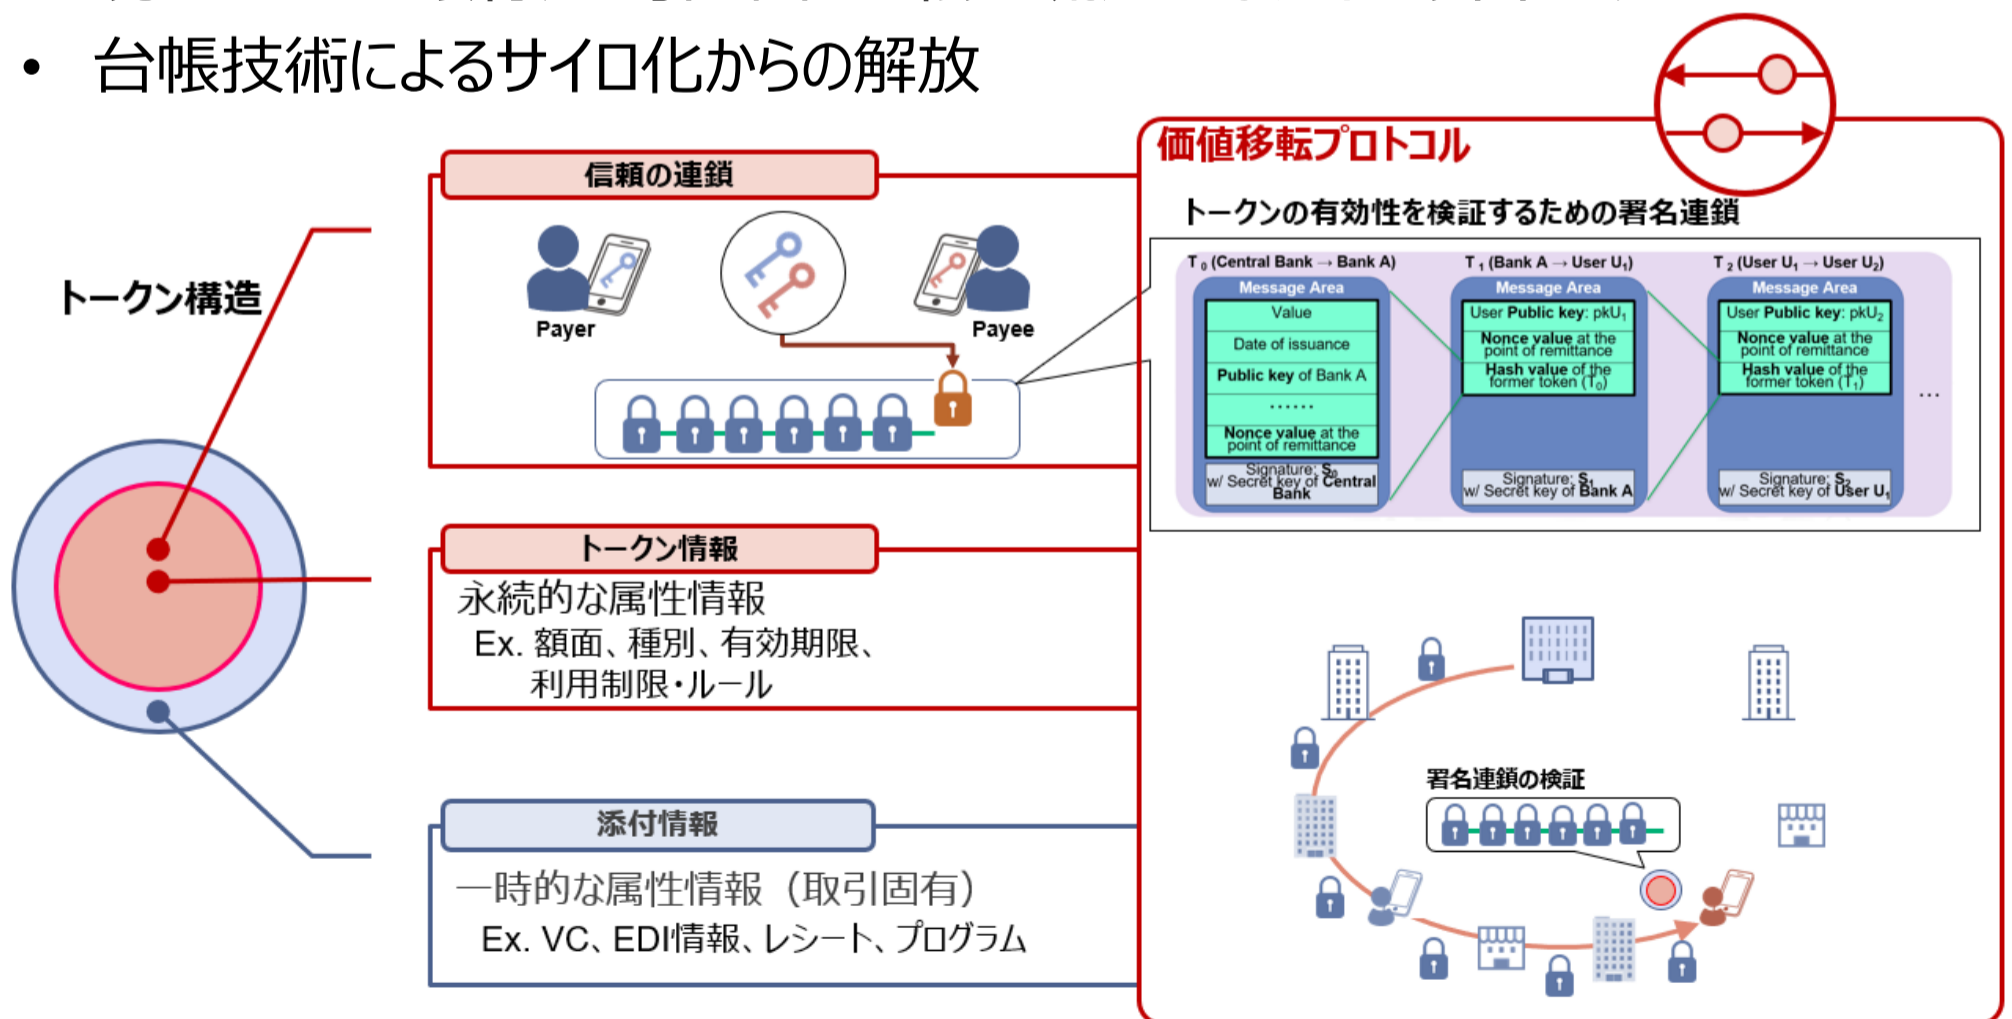 • 台帳技術によるサイロ化からの解放
トークン構造
信頼の連鎖
Payer
Payee
トークン情報
永続的な属性情報
Ex. 額面、種別、有効期限、
利用制限・ルール
添付情報
一時的な属性情報（取引固有）
Ex. VC、EDI情報、レシート、プログラム
価値移転プロトコル
トークンの有効性を検証するための署名連鎖
T0 (Central Bank → Bank A)
Message Area
Value
Date of issuance
Public key of Bank A
······
Nonce value at the
point of remittance
Signature: S0
w/ Secret key of Central
Bank
T1 (Bank A → User U1)
Message Area
User Public key: pkU1
Nonce value at the
point of remittance
Hash value of the
former token (T0)
Signature: S1
w/ Secret key of Bank A
T2 (User U1 → User U2)
Message Area
User Public key: pkU2
Nonce value at the
point of remittance
Hash value of the
former token (T1)
Signature: S2
w/ Secret key of User U1
…
署名連鎖の検証